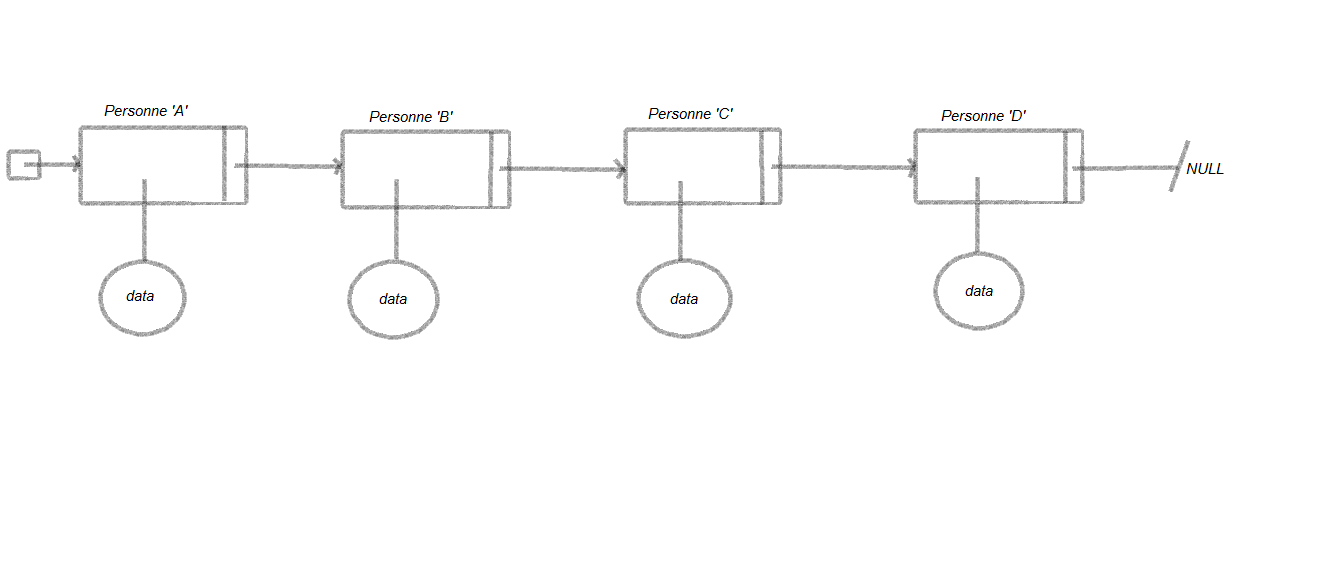 Personne 'A'
Personne 'B'
Personne 'C'
Personne 'D'
NULL
data
data
data
data